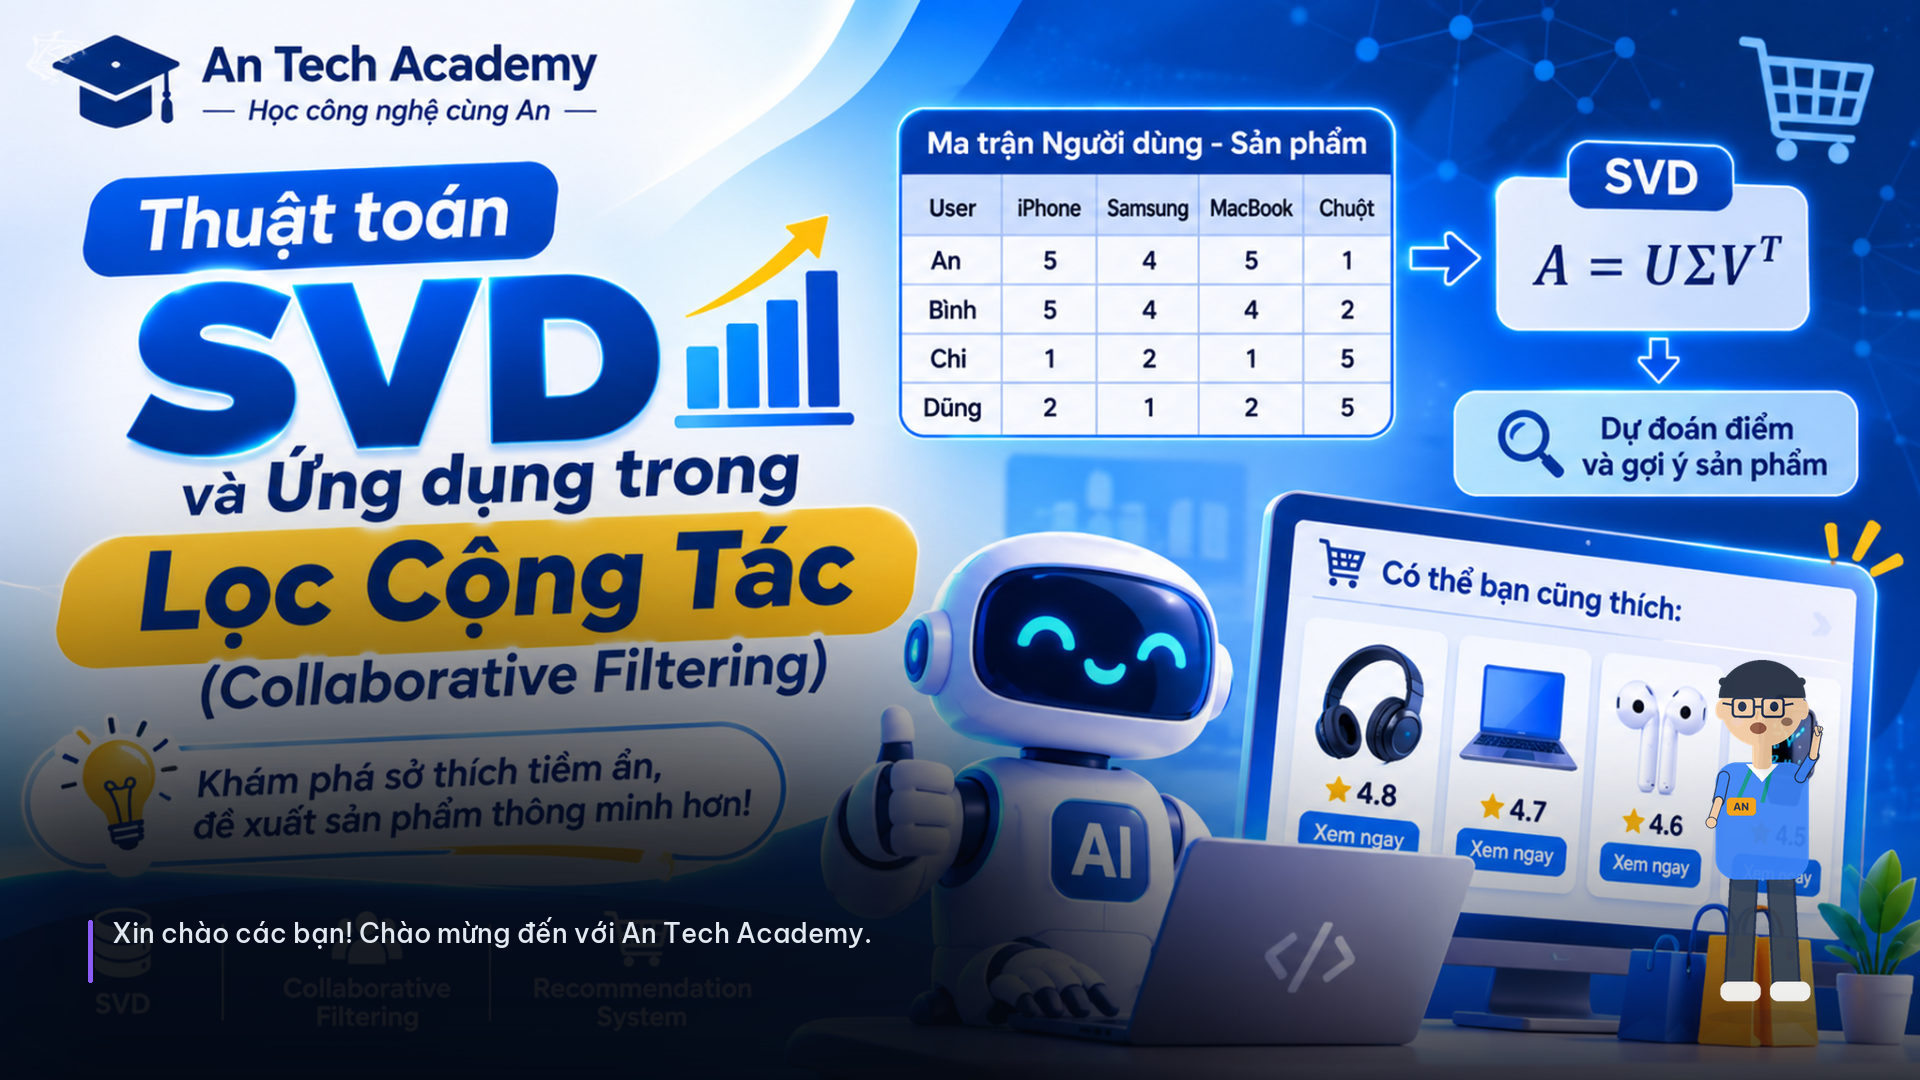 An Tech Academy
Học công nghệ cùng An
Thuật toán
SVD
và Ứng dụng trong
Lọc Cộng Tác
(Collaborative Filtering)
Khám phá sở thích tiềm ẩn,
đề xuất sản phẩm thông minh hơn!
Ma trận Người dùng - Sản phẩm
User iPhone Samsung MacBook Chuột
An 5 4 5 1
Bình 5 4 4 2
Chi 1 2 1 5
Dũng 2 1 2 5
SVD
A = UΣV^T
Dự đoán điểm
và gợi ý sản phẩm
Có thể bạn cũng thích:
4.8 4.7 4.6 4.5
Xem ngay Xem ngay Xem ngay Xem ngay
AI
</>
AN
Xin chào các bạn! Chào mừng đến với An Tech Academy.
SVD
Collaborative
Filtering
Recommendation
System